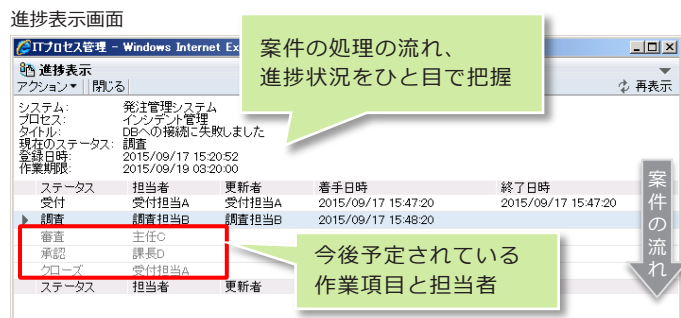 進捗表示画面
ITプロセス管理 - Windows Internet Ex
案件の処理の流れ、
進捗状況をひと目で把握
進捗表示
アクション▼ 閉じる
再表示
システム: 発注管理システム
プロセス: インシデント管理
タイトル: DBへの接続に失敗しました
現在のステータス: 調査
登録日時: 2015/09/17 15:20:52
作業期限: 2015/09/19 03:20:00
ステータス 担当者 更新者 着手日時 終了日時
受付 受付担当A 受付担当A 2015/09/17 15:47:20 2015/09/17 15:47:20
調査 調査担当B 調査担当B 2015/09/17 15:48:20
審査 主任C
承認 課長D
クローズ 受付担当A
ステータス 担当者 更新者
今後予定されている
作業項目と担当者
案件の流れ